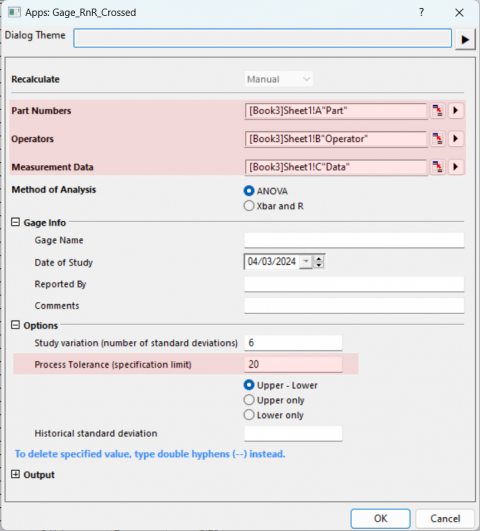 Apps: Gage_RnR_Crossed ? ×
Dialog Theme
Recalculate Manual
Part Numbers [Book3]Sheet1!A"Part"
Operators [Book3]Sheet1!B"Operator"
Measurement Data [Book3]Sheet1!C"Data"
Method of Analysis ANOVA
Xbar and R
Gage Info
Gage Name
Date of Study 04/03/2024
Reported By
Comments
Options
Study variation (number of standard deviations) 6
Process Tolerance (specification limit) 20
Upper - Lower
Upper only
Lower only
Historical standard deviation
To delete specified value, type double hyphens (--) instead.
Output
OK Cancel